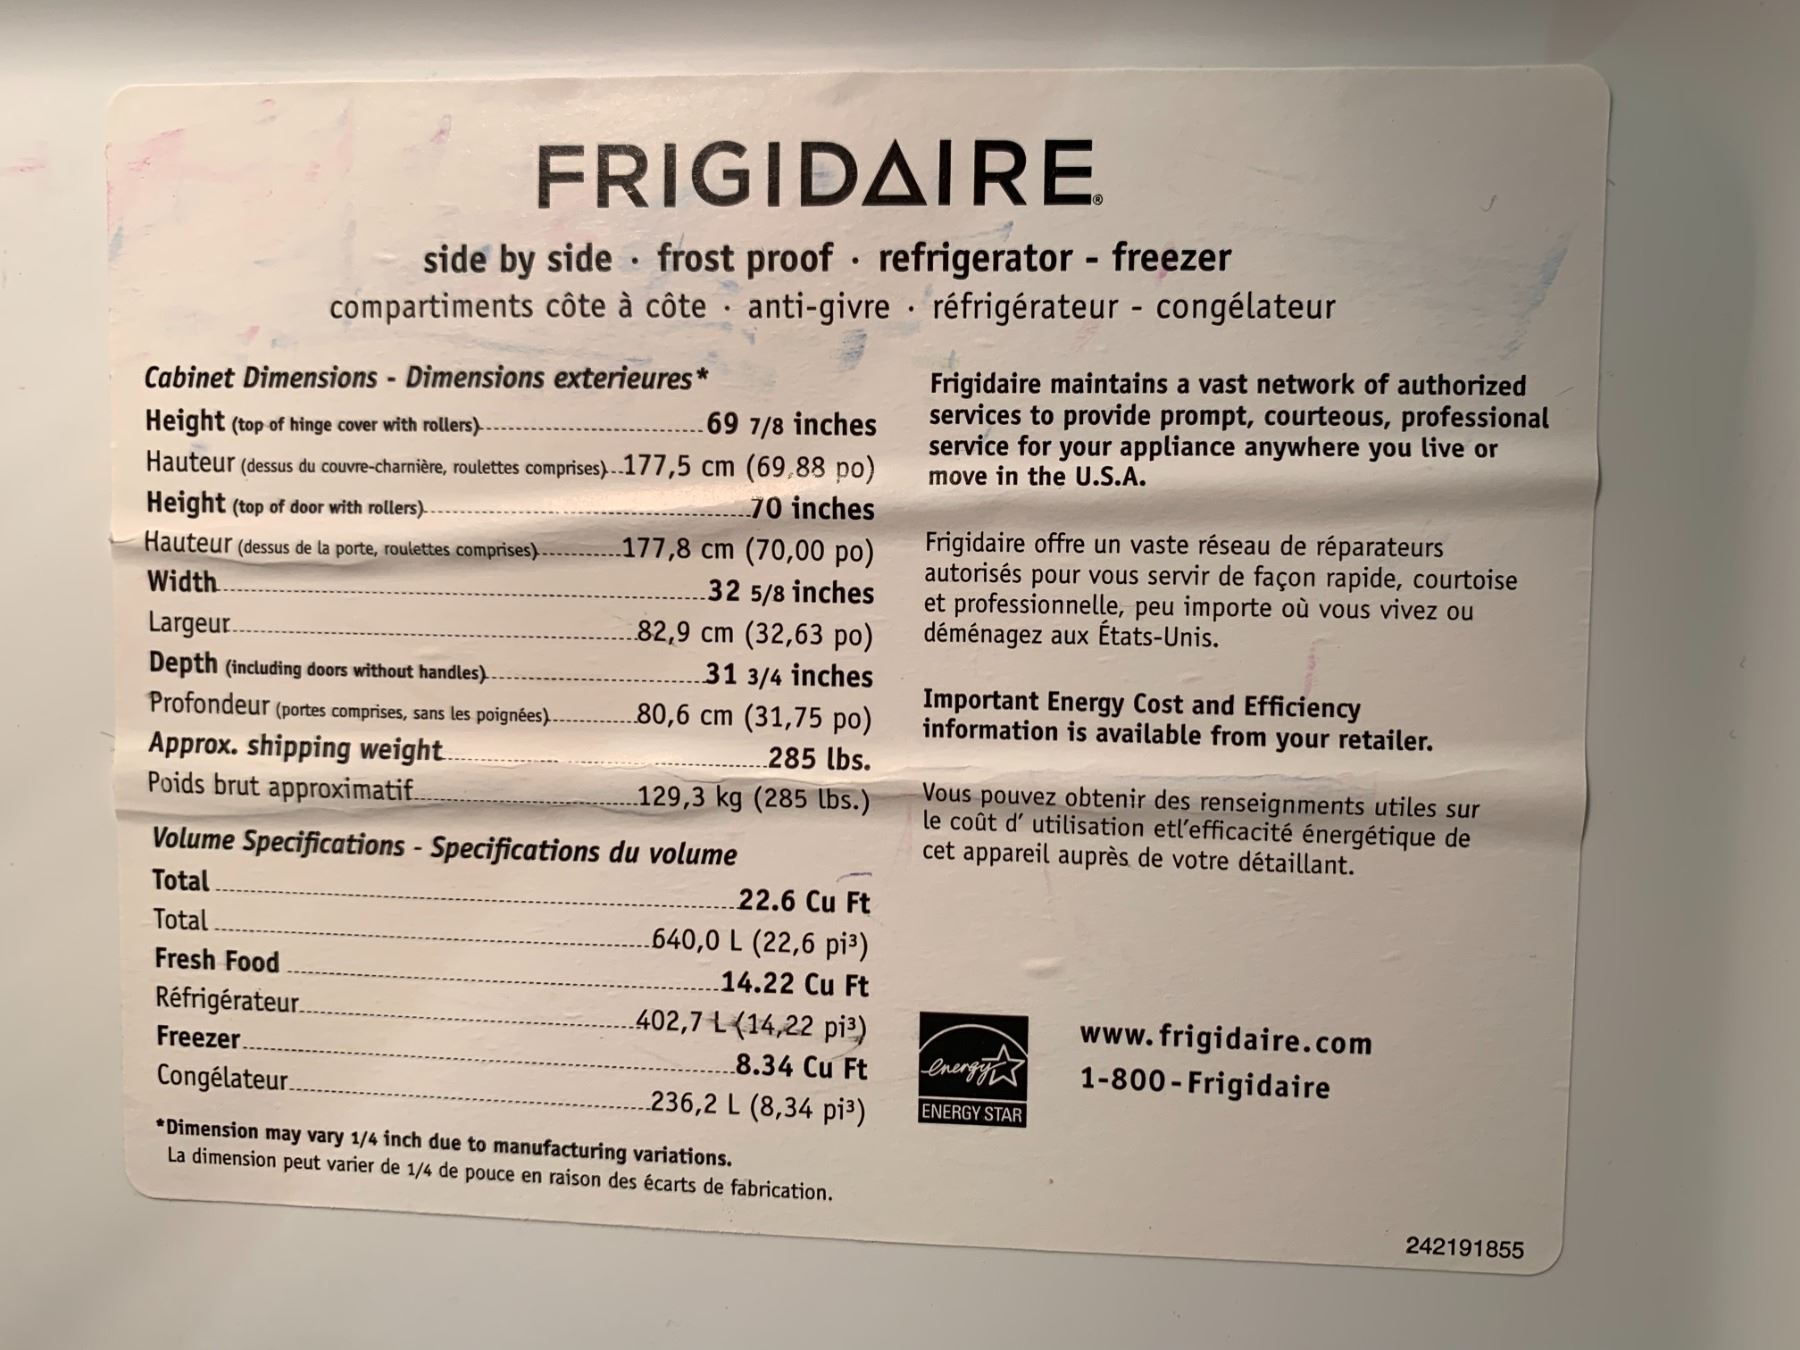 FRIGIDAIRE®
side by side · frost proof · refrigerator - freezer
compartiments côte à côte · anti-givre · réfrigérateur - congélateur
Cabinet Dimensions - Dimensions exterieures*
Height (top of hinge cover with rollers) 69 7/8 inches
Hauteur (dessus du couvre-charnière, roulettes comprises) 177,5 cm (69,88 po)
Height (top of door with rollers) 70 inches
Hauteur (dessus de la porte, roulettes comprises) 177,8 cm (70,00 po)
Width 32 5/8 inches
Largeur 82,9 cm (32,63 po)
Depth (including doors without handles) 31 3/4 inches
Profondeur (portes comprises, sans les poignées) 80,6 cm (31,75 po)
Approx. shipping weight 285 lbs.
Poids brut approximatif 129,3 kg (285 lbs.)
Volume Specifications - Specifications du volume
Total 22.6 Cu Ft
Total 640,0 L (22,6 pi³)
Fresh Food 14.22 Cu Ft
Réfrigérateur 402,7 L (14,22 pi³)
Freezer 8.34 Cu Ft
Congélateur 236,2 L (8,34 pi³)
*Dimension may vary 1/4 inch due to manufacturing variations.
La dimension peut varier de 1/4 de pouce en raison des écarts de fabrication.
Frigidaire maintains a vast network of authorized
services to provide prompt, courteous, professional
service for your appliance anywhere you live or
move in the U.S.A.
Frigidaire offre un vaste réseau de réparateurs
autorisés pour vous servir de façon rapide, courtoise
et professionnelle, peu importe où vous vivez ou
déménagez aux États-Unis.
Important Energy Cost and Efficiency
information is available from your retailer.
Vous pouvez obtenir des renseignments utiles sur
le coût d' utilisation etl'efficacité énergétique de
cet appareil auprès de votre détaillant.
energy
ENERGY STAR
www.frigidaire.com
1-800-Frigidaire
242191855